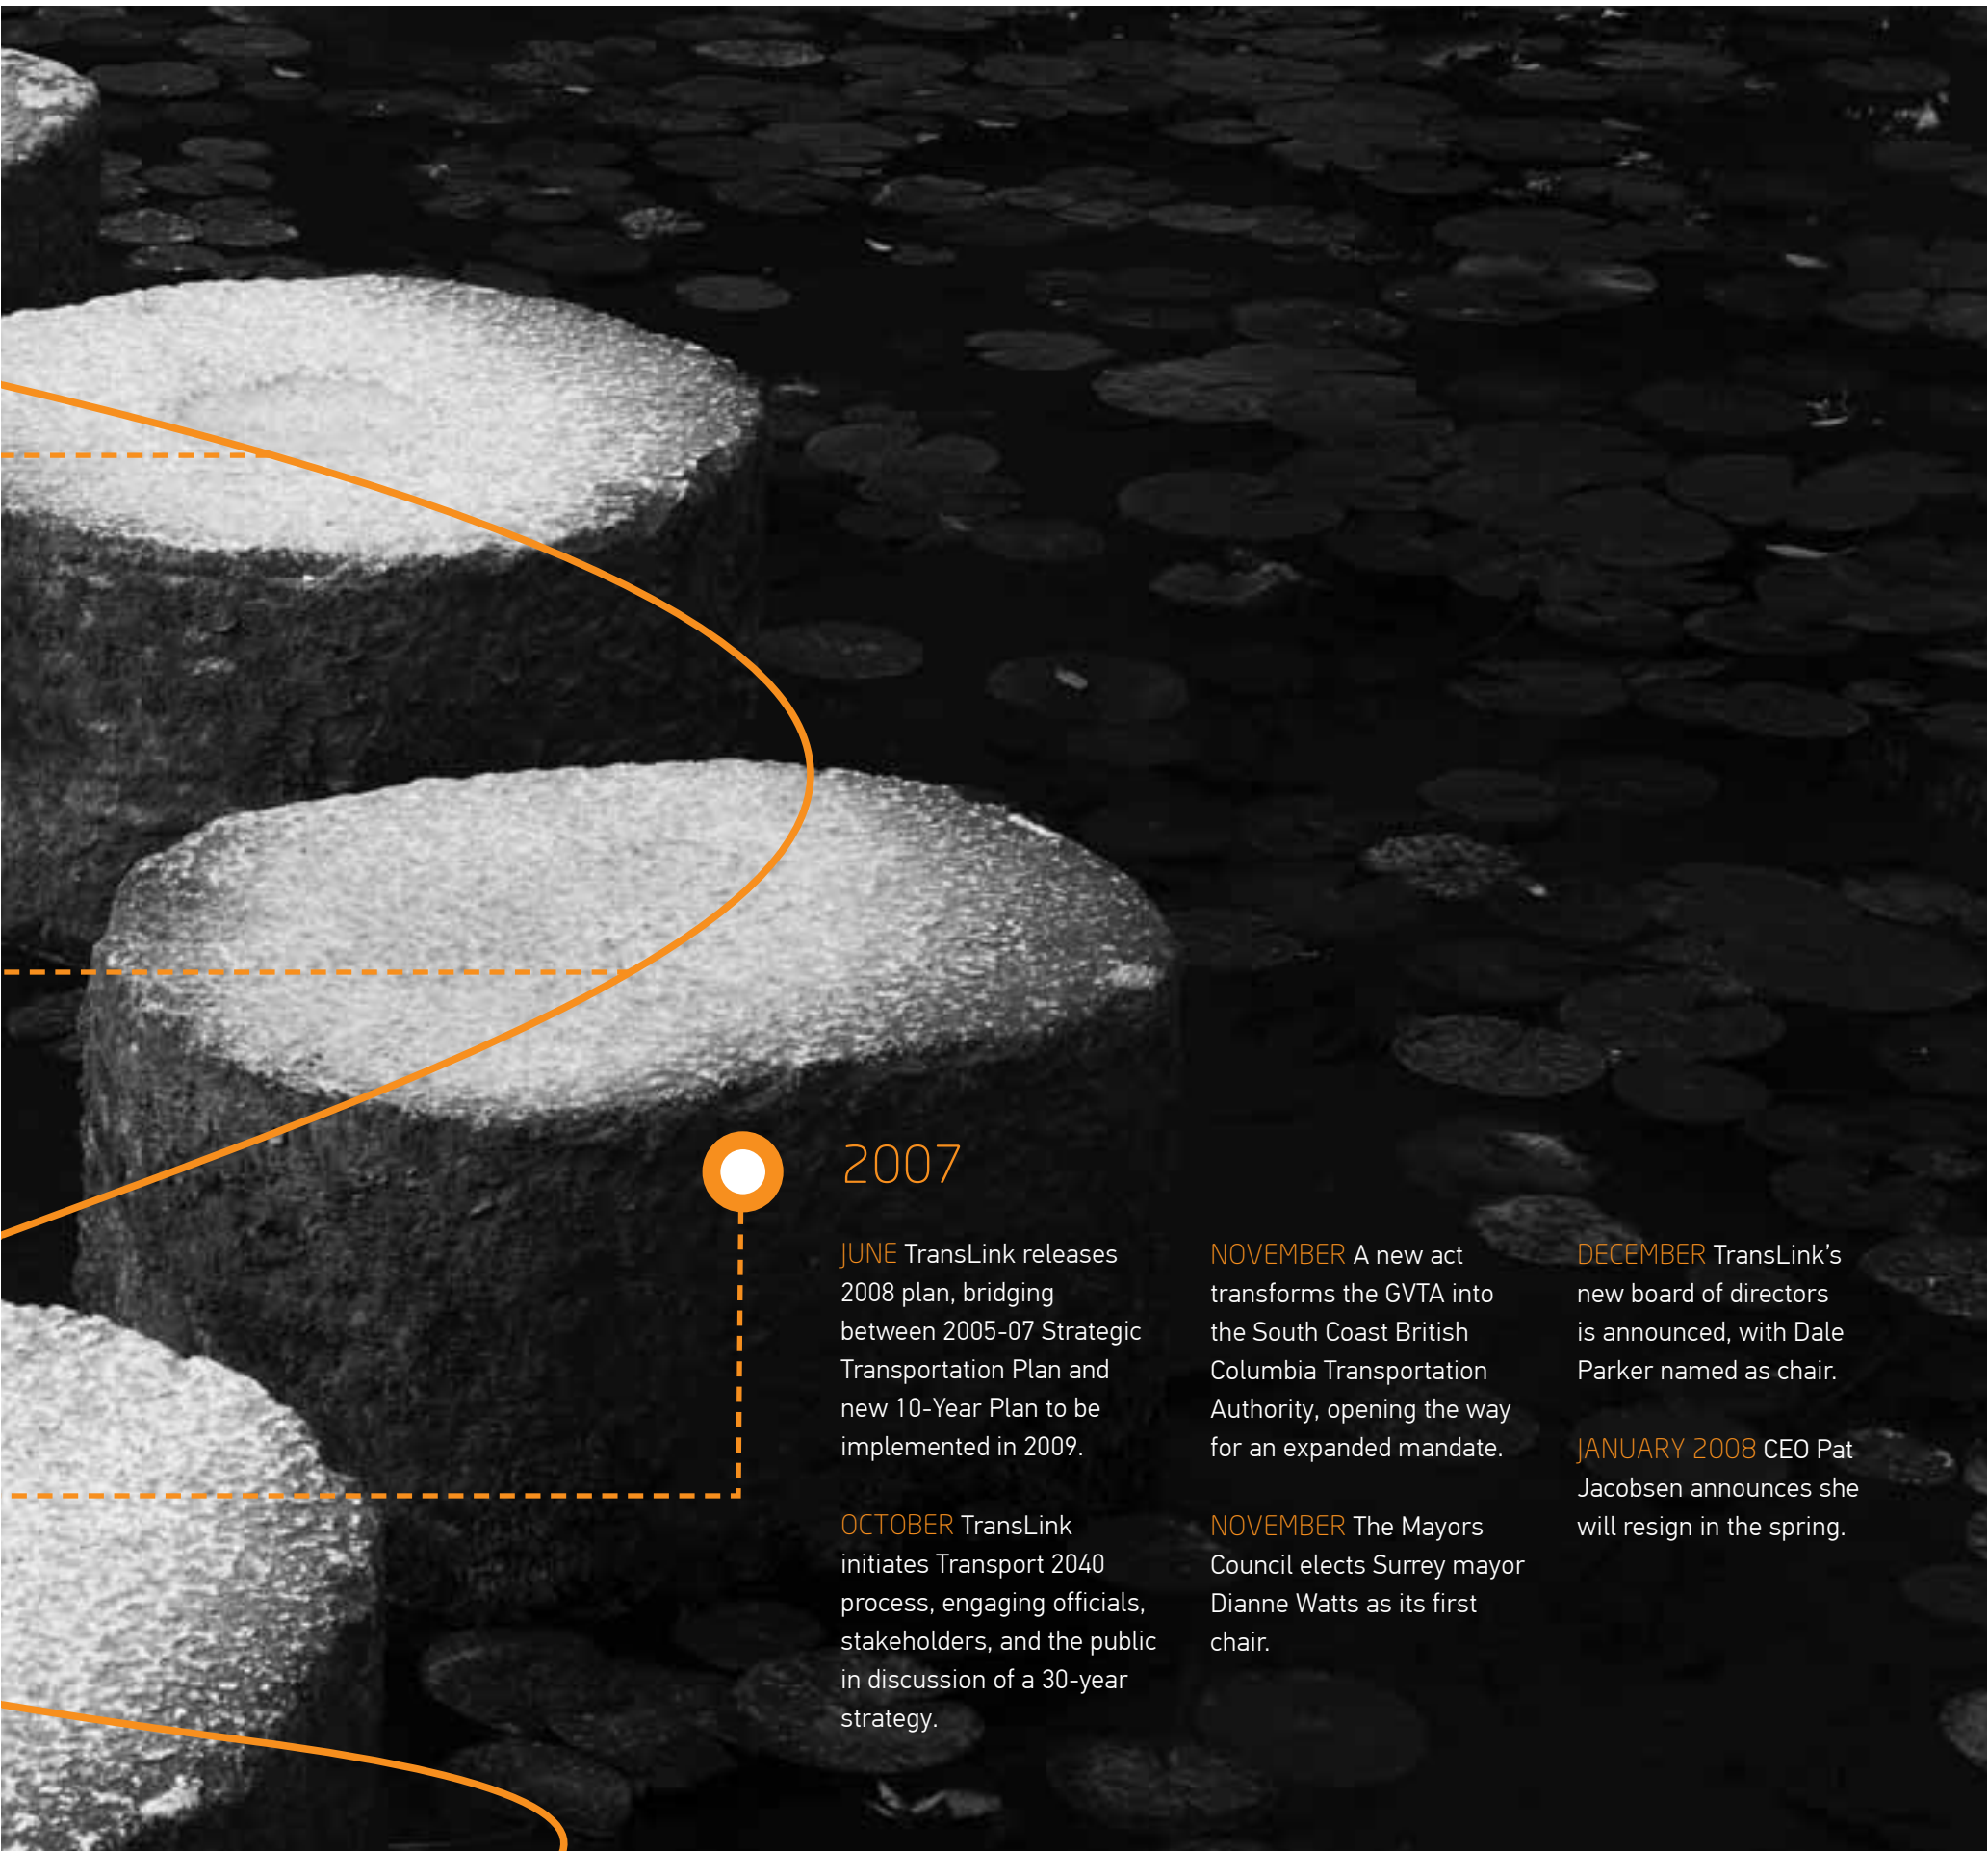 2007
JUNE TransLink releases
2008 plan, bridging
between 2005-07 Strategic
Transportation Plan and
new 10-Year Plan to be
implemented in 2009.
OCTOBER TransLink
initiates Transport 2040
process, engaging officials,
stakeholders, and the public
in discussion of a 30-year
strategy.
NOVEMBER A new act
transforms the GVTA into
the South Coast British
Columbia Transportation
Authority, opening the way
for an expanded mandate.
NOVEMBER The Mayors
Council elects Surrey mayor
Dianne Watts as its first
chair.
DECEMBER TransLink’s
new board of directors
is announced, with Dale
Parker named as chair.
JANUARY 2008 CEO Pat
Jacobsen announces she
will resign in the spring.